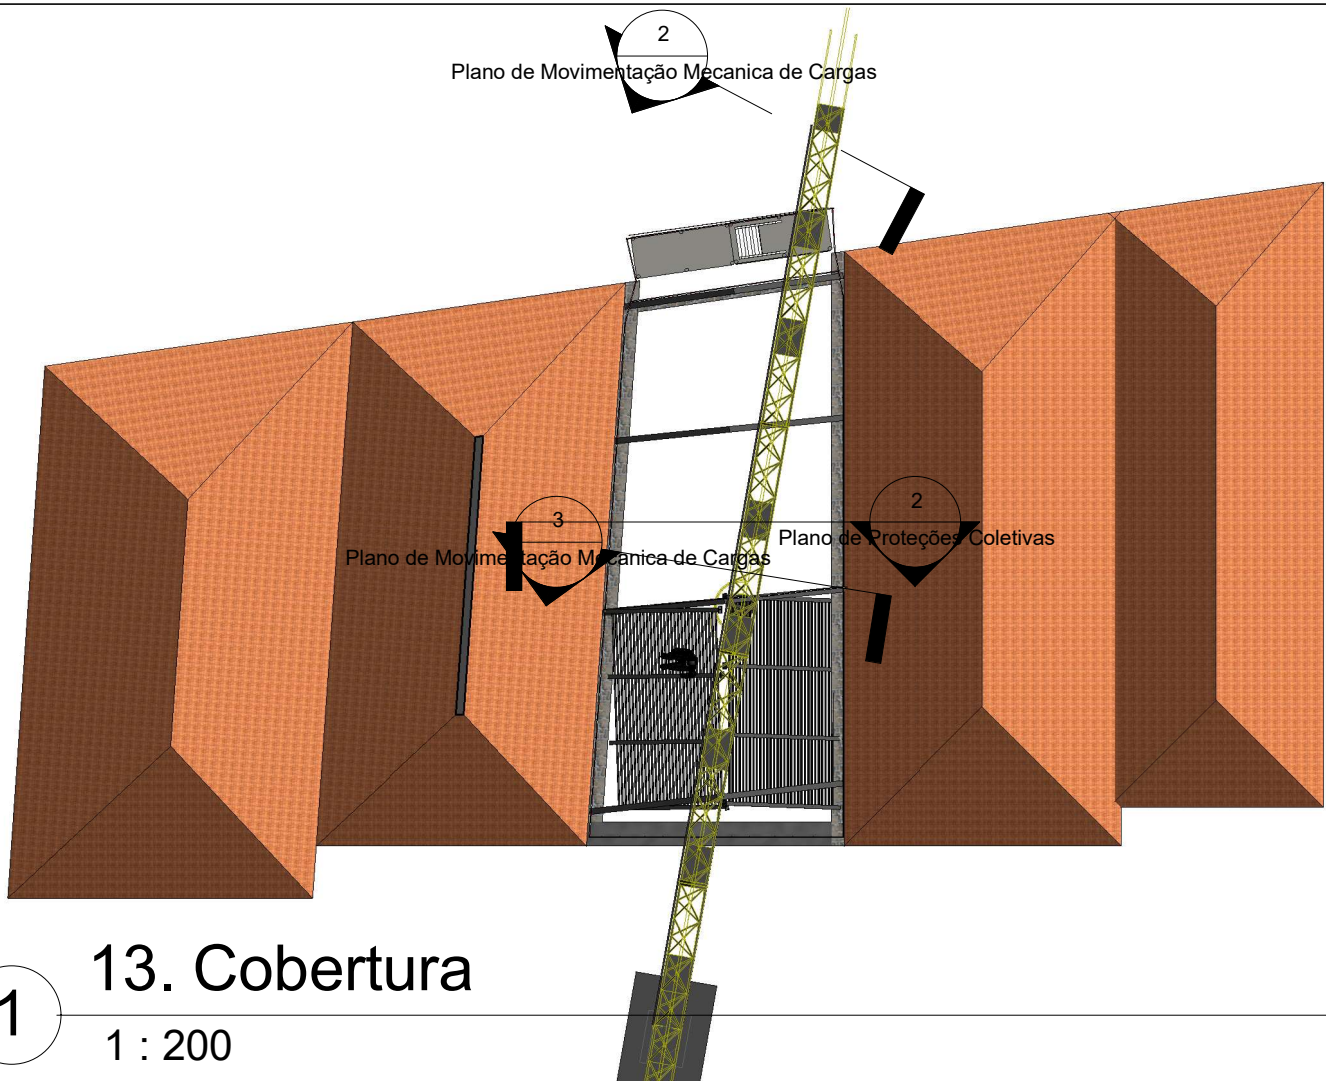 2
Plano de Movimentação Mecanica de Cargas
3
Plano de Movimentação Mecanica de Cargas
2
Plano de Proteções Coletivas
1
13. Cobertura
1 : 200